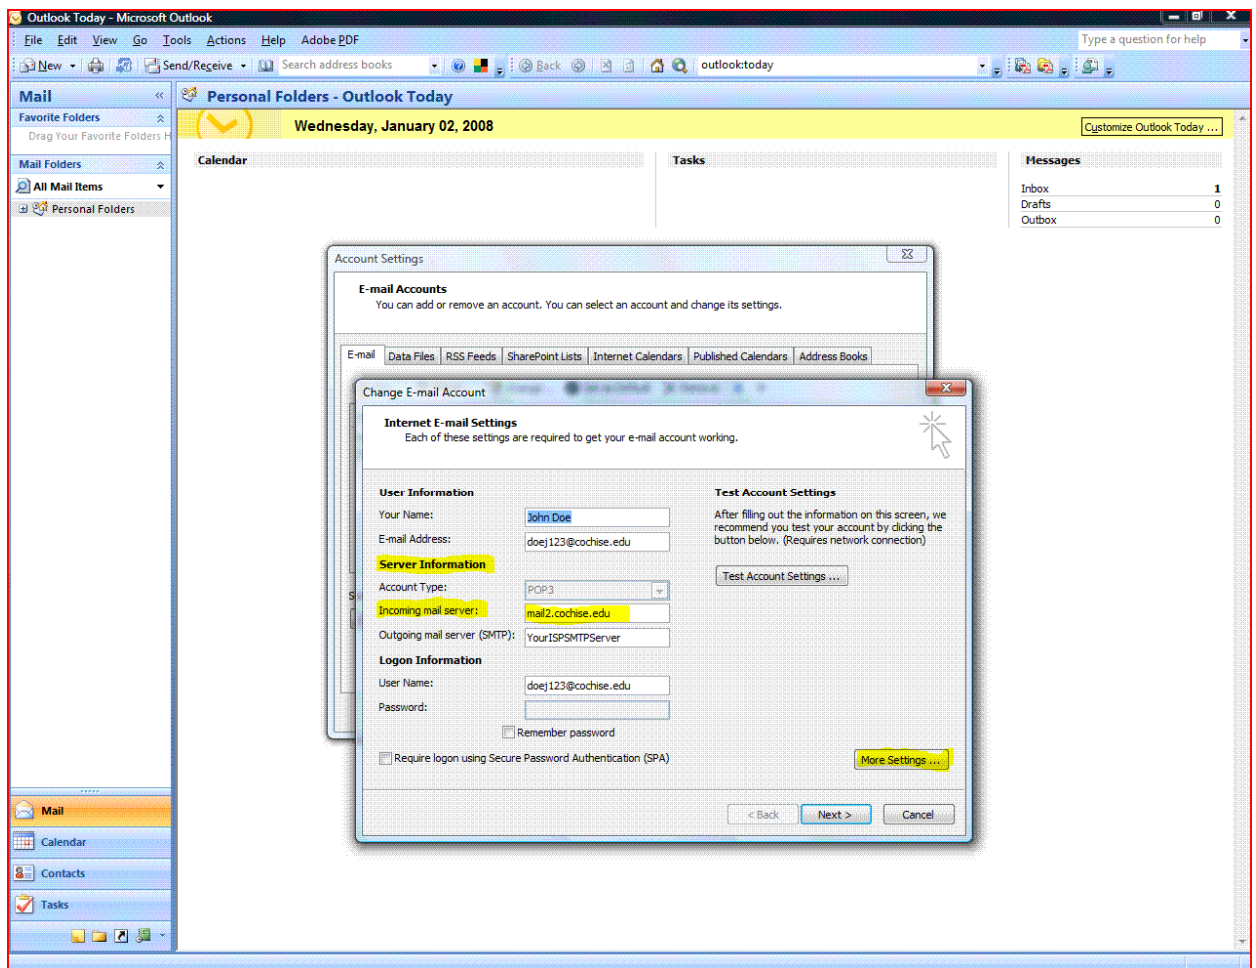 Outlook Today - Microsoft Outlook
File Edit View Go Tools Actions Help Adobe PDF Type a question for help
New Send/Receive Search address books Back outlook:today
Mail «
Personal Folders - Outlook Today
Favorite Folders
Drag Your Favorite Folders H
Wednesday, January 02, 2008
Customize Outlook Today ...
Mail Folders
All Mail Items
Personal Folders
Calendar
Tasks
Messages
Inbox 1
Drafts 0
Outbox 0
Account Settings
E-mail Accounts
You can add or remove an account. You can select an account and change its settings.
E-mail Data Files RSS Feeds SharePoint Lists Internet Calendars Published Calendars Address Books
Change E-mail Account
Internet E-mail Settings
Each of these settings are required to get your e-mail account working.
User Information
Your Name: John Doe
E-mail Address: doej123@cochise.edu
Server Information
Account Type: POP3
Incoming mail server: mail2.cochise.edu
Outgoing mail server (SMTP): YourISPSMTPServer
Logon Information
User Name: doej123@cochise.edu
Password:
Remember password
Require logon using Secure Password Authentication (SPA)
Test Account Settings
After filling out the information on this screen, we
recommend you test your account by clicking the
button below. (Requires network connection)
Test Account Settings ...
More Settings ...
< Back Next > Cancel
Mail
Calendar
Contacts
Tasks